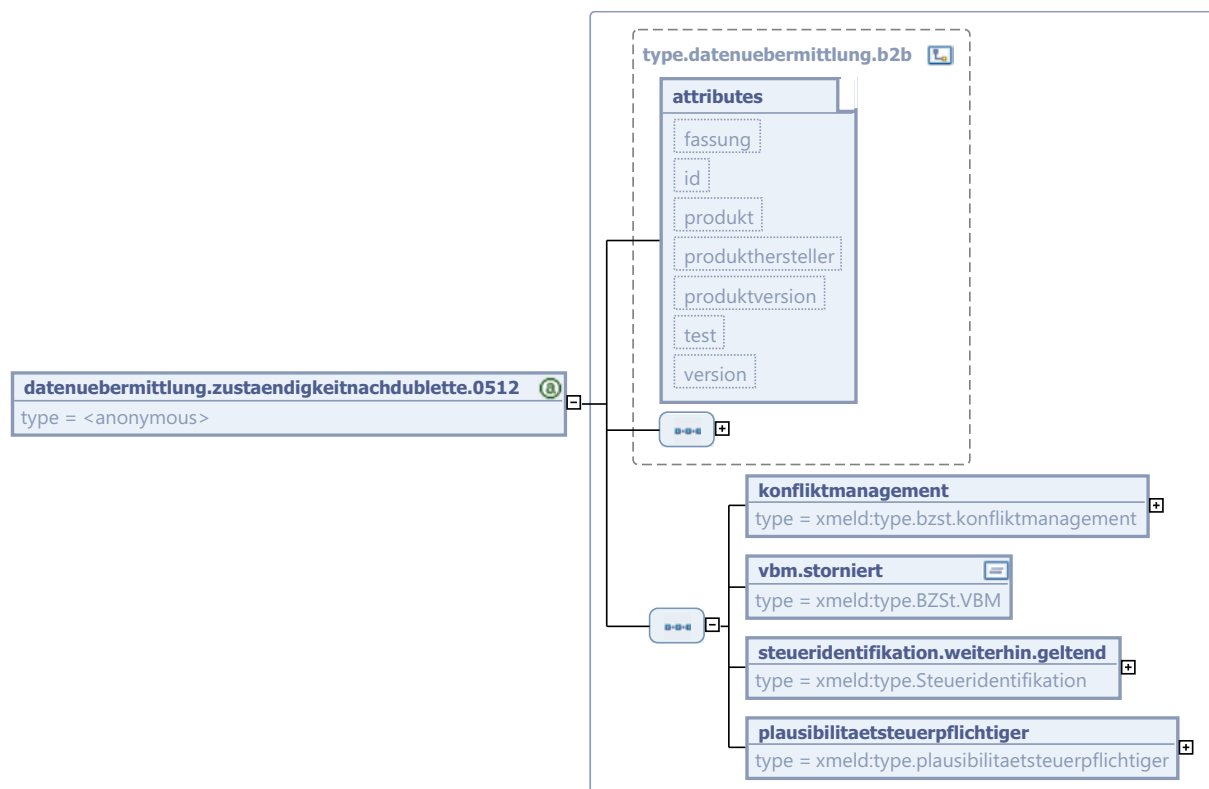 type.datenuebermittlung.b2b
attributes
fassung
id
produkt
produkthersteller
produktversion
test
version
datenuebermittlung.zustaendigkeitnachdublette.0512
type = <anonymous>
konfliktmanagement
type = xmeld:type.bzst.konfliktmanagement
vbm.storniert
type = xmeld:type.BZSt.VBM
steueridentifikation.weiterhin.geltend
type = xmeld:type.Steueridentifikation
plausibilitaetsteuerpflichtiger
type = xmeld:type.plausibilitaetsteuerpflichtiger